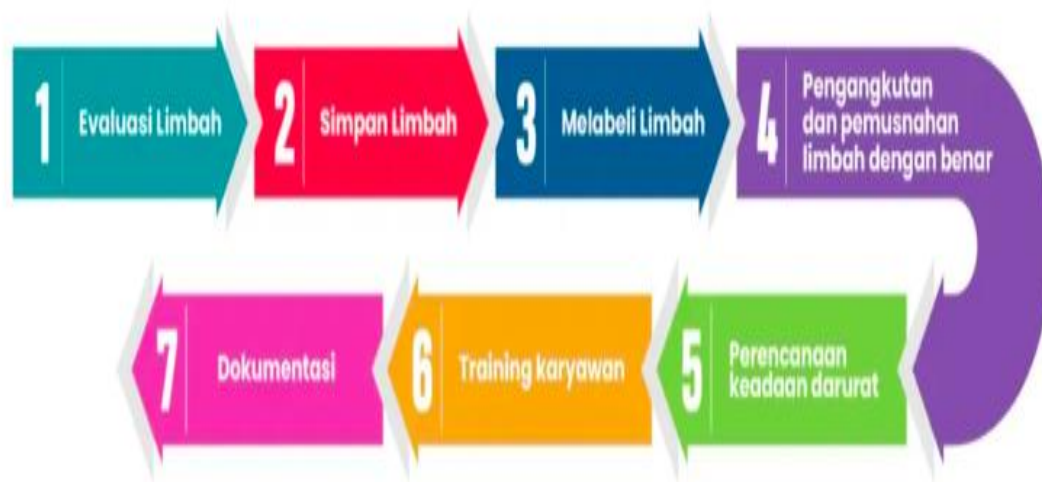 1
Evaluasi Limbah
2
Simpan Limbah
3
Melabeli Limbah
4
Pengangkutan
dan pemusnahan
limbah dengan benar
5
Perencanaan
keadaan darurat
6
Training karyawan
7
Dokumentasi